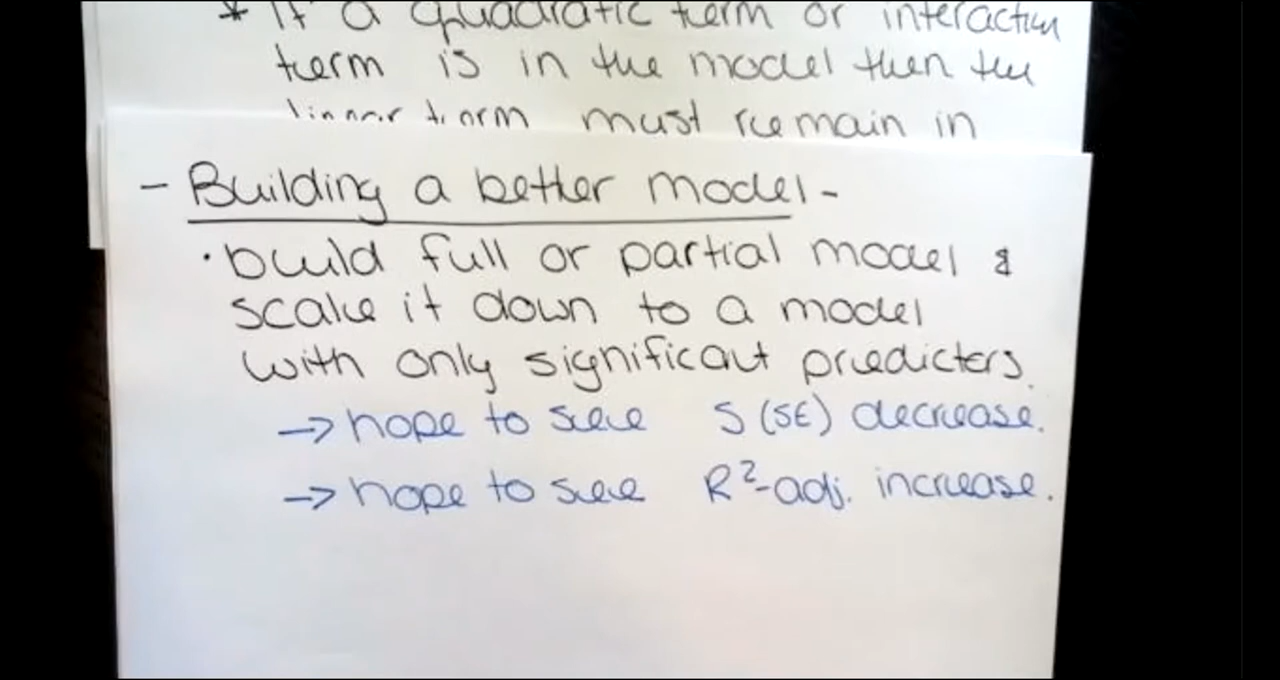 * If a quadratic term or interaction
term is in the model then the
linear term must remain in
- Building a better model -
• build full or partial model &
scale it down to a model
with only significant predictors.
→ hope to see S (SE) decrease.
→ hope to see R²-adj. increase.